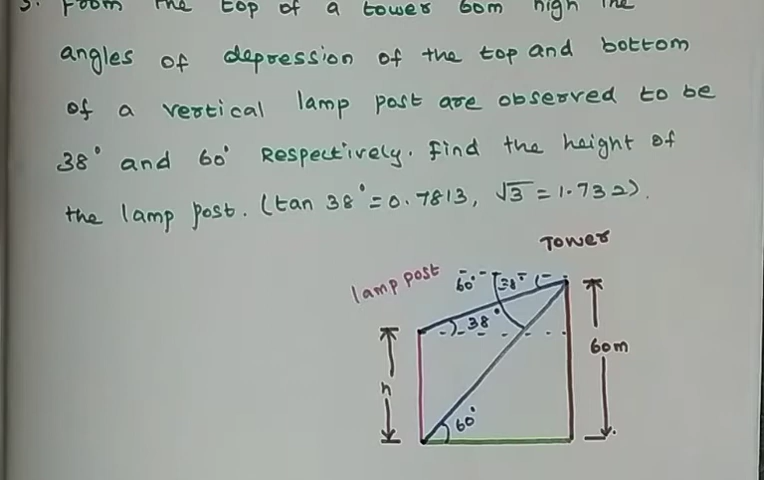 3. From the top of a tower 60m high the
angles of depression of the top and bottom
of a vertical lamp post are observed to be
38° and 60° Respectively. Find the height of
the lamp post. (tan 38° = 0.7813, √3 = 1.732).
Tower
lamp post
60° 38°
38°
60m
h
60°